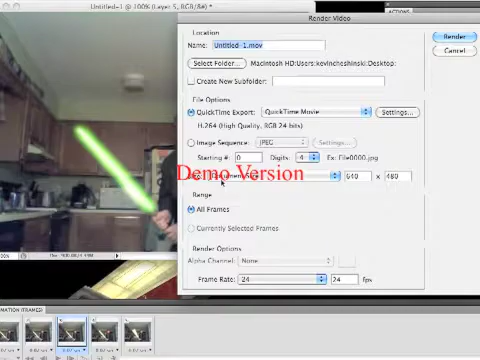 Untitled-1 @ 100% (Layer 5, RGB/8#) *
ACTIONS
Render Video
Location
Name: Untitled-1.mov
Render
Cancel
Select Folder... Macintosh HD:Users:kevincheshinski:Desktop:
Create New Subfolder:
File Options
QuickTime Export: QuickTime Movie Settings...
H.264 (High Quality, RGB 24 bits)
Image Sequence: JPEG Settings...
Starting #: 0 Digits: 4 Ex: File0000.jpg
Demo Version
640 x 480
Range
All Frames
Currently Selected Frames
Render Options
Alpha Channel: None
Frame Rate: 24 24 fps